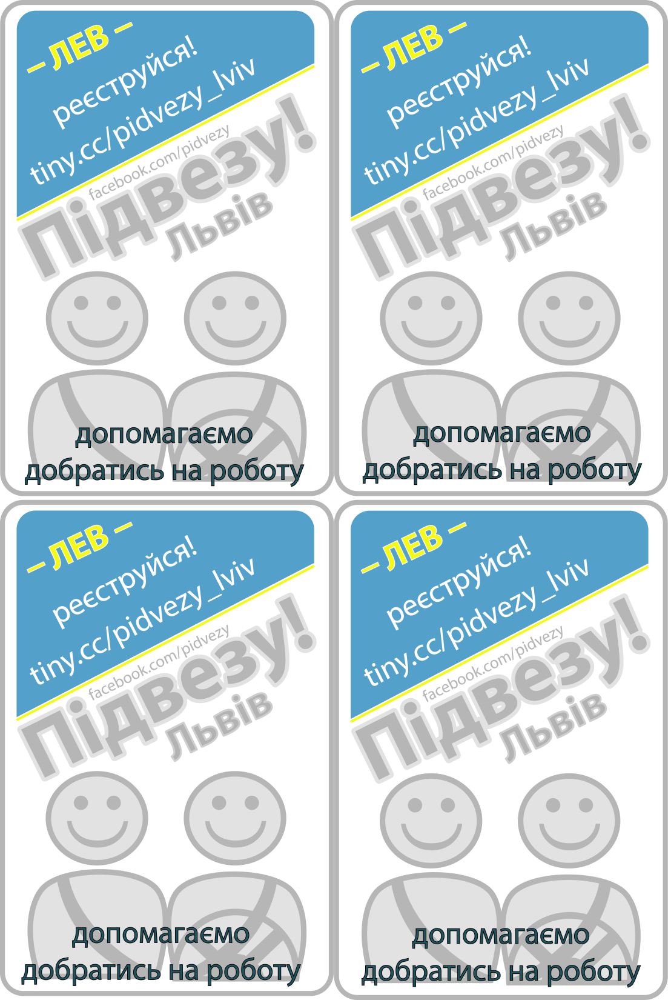 – ЛЕВ –
реєструйся!
tiny.cc/pidvezy_lviv
facebook.com/pidvezy
Підвезу!
Львів
допомагаємо
добратись на роботу
– ЛЕВ –
реєструйся!
tiny.cc/pidvezy_lviv
facebook.com/pidvezy
Підвезу!
Львів
допомагаємо
добратись на роботу
– ЛЕВ –
реєструйся!
tiny.cc/pidvezy_lviv
facebook.com/pidvezy
Підвезу!
Львів
допомагаємо
добратись на роботу
– ЛЕВ –
реєструйся!
tiny.cc/pidvezy_lviv
facebook.com/pidvezy
Підвезу!
Львів
допомагаємо
добратись на роботу